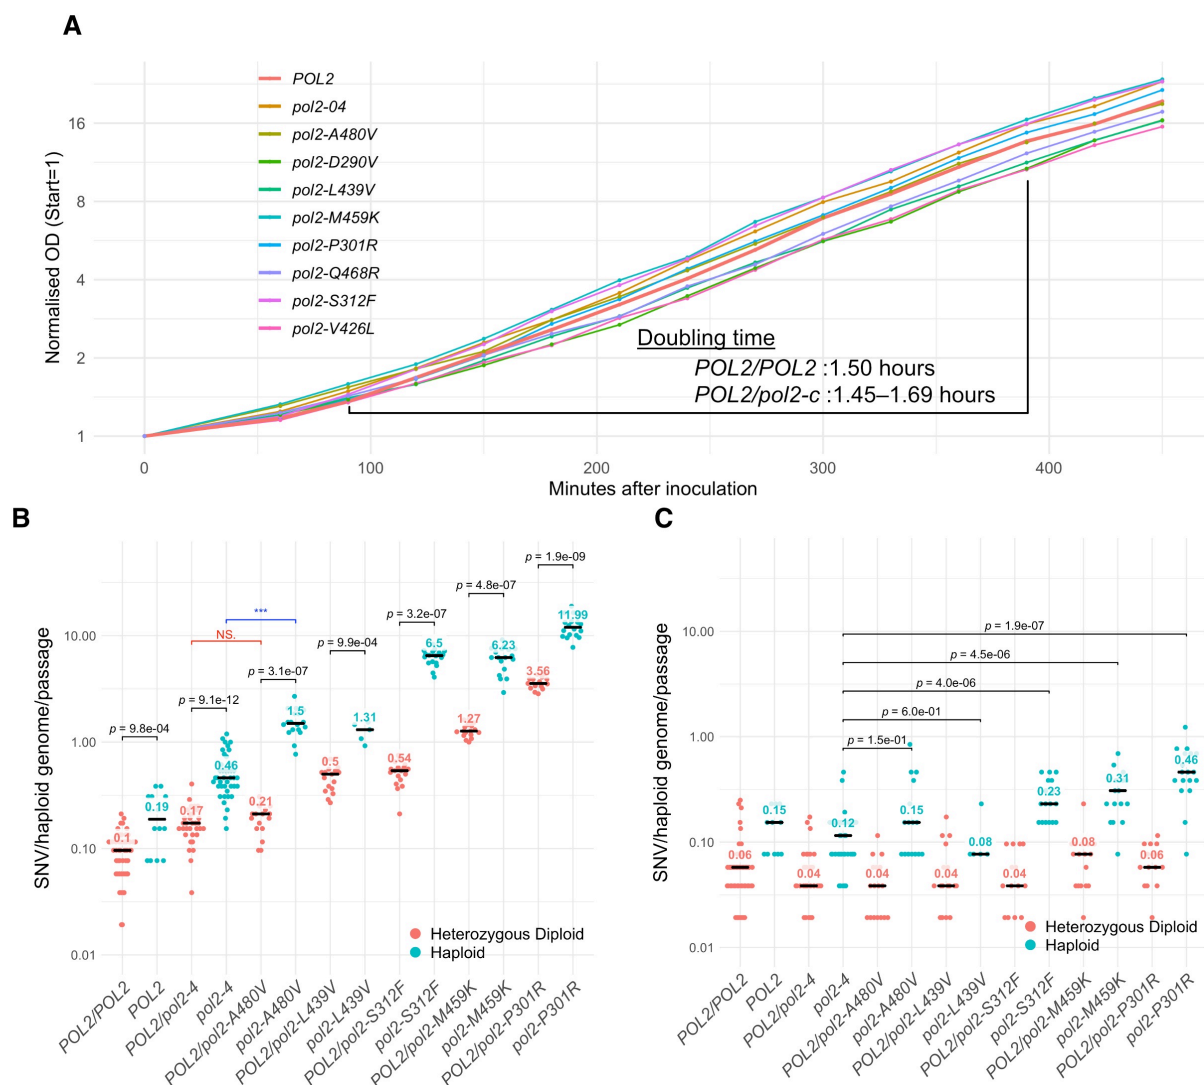 A
POL2
pol2-04
pol2-A480V
pol2-D290V
pol2-L439V
pol2-M459K
pol2-P301R
pol2-Q468R
pol2-S312F
pol2-V426L
Normalised OD (Start=1)
16
8
4
2
1
Doubling time
POL2/POL2 :1.50 hours
POL2/pol2-c :1.45–1.69 hours
0 100 200 300 400
Minutes after inoculation
B
SNV/haploid genome/passage
10.00
1.00
0.10
0.01
p = 9.8e-04
p = 9.1e-12
NS.
***
p = 3.1e-07
p = 9.9e-04
p = 3.2e-07
p = 4.8e-07
p = 1.9e-09
0.1
0.19
0.17
0.46
0.21
1.5
0.5
1.31
0.54
6.5
1.27
6.23
3.56
11.99
Heterozygous Diploid
Haploid
POL2/POL2
POL2
POL2/pol2-4
pol2-4
POL2/pol2-A480V
pol2-A480V
POL2/pol2-L439V
pol2-L439V
POL2/pol2-S312F
pol2-S312F
POL2/pol2-M459K
pol2-M459K
POL2/pol2-P301R
pol2-P301R
C
SNV/haploid genome/passage
10.00
1.00
0.10
0.01
p = 1.9e-07
p = 4.5e-06
p = 4.0e-06
p = 6.0e-01
p = 1.5e-01
0.06
0.15
0.04
0.12
0.04
0.15
0.04
0.08
0.04
0.23
0.08
0.31
0.06
0.46
Heterozygous Diploid
Haploid
POL2/POL2
POL2
POL2/pol2-4
pol2-4
POL2/pol2-A480V
pol2-A480V
POL2/pol2-L439V
pol2-L439V
POL2/pol2-S312F
pol2-S312F
POL2/pol2-M459K
pol2-M459K
POL2/pol2-P301R
pol2-P301R